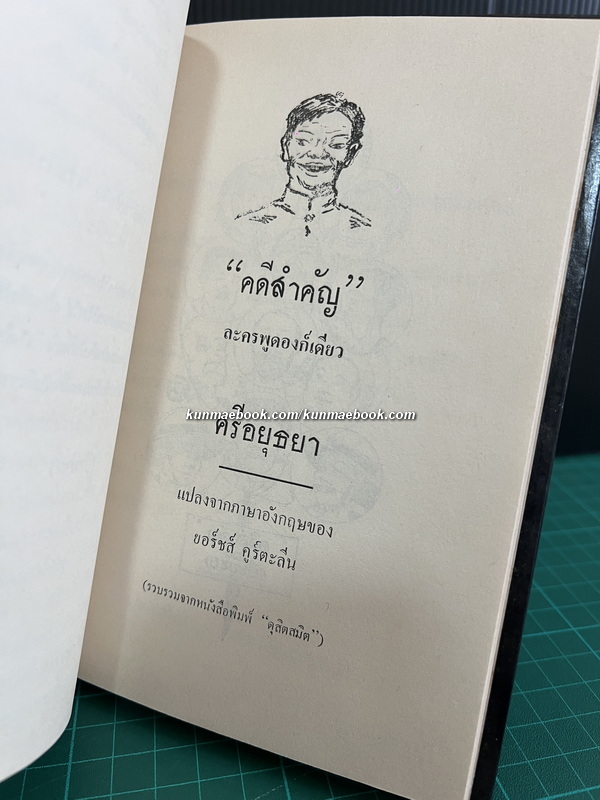 “คดีสำคัญ”
ละครพูดองก์เดียว
kunmaebook.com/kunmaebook.com
ศรีอยุธยา
แปลงจากภาษาอังกฤษของ
ยอร์ชส์ คูร์ตะลีน
(รวบรวมจากหนังสือพิมพ์ “ดุสิตสมิต”)